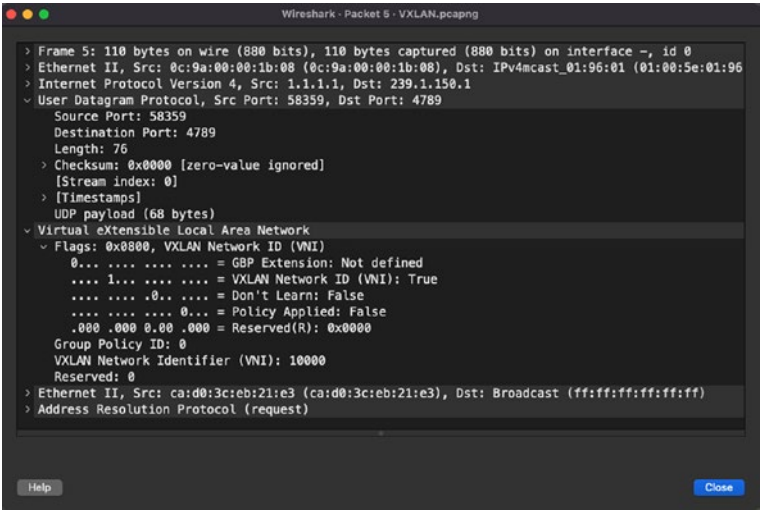 Wireshark · Packet 5 · VXLAN.pcapng
> Frame 5: 110 bytes on wire (880 bits), 110 bytes captured (880 bits) on interface -, id 0
> Ethernet II, Src: 0c:9a:00:00:1b:08 (0c:9a:00:00:1b:08), Dst: IPv4mcast_01:96:01 (01:00:5e:01:96
> Internet Protocol Version 4, Src: 1.1.1.1, Dst: 239.1.150.1
User Datagram Protocol, Src Port: 58359, Dst Port: 4789
Source Port: 58359
Destination Port: 4789
Length: 76
> Checksum: 0x0000 [zero-value ignored]
[Stream index: 0]
> [Timestamps]
UDP payload (68 bytes)
Virtual eXtensible Local Area Network
Flags: 0x0800, VXLAN Network ID (VNI)
0... .... .... .... = GBP Extension: Not defined
.... 1... .... .... = VXLAN Network ID (VNI): True
.... .... .0.. .... = Don't Learn: False
.... .... .... 0... = Policy Applied: False
.000 .000 0.00 .000 = Reserved(R): 0x0000
Group Policy ID: 0
VXLAN Network Identifier (VNI): 10000
Reserved: 0
> Ethernet II, Src: ca:d0:3c:eb:21:e3 (ca:d0:3c:eb:21:e3), Dst: Broadcast (ff:ff:ff:ff:ff:ff)
> Address Resolution Protocol (request)
Help
Close